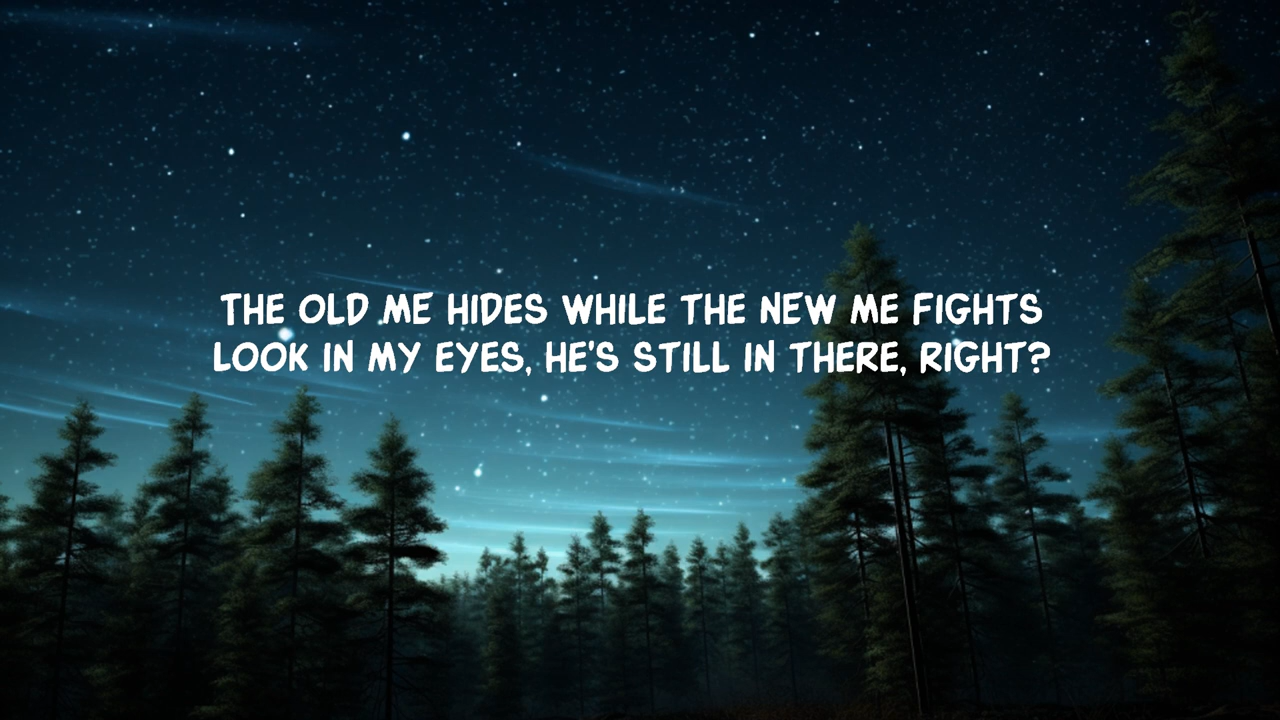 THE OLD ME HIDES WHILE THE NEW ME FIGHTS
LOOK IN MY EYES, HE'S STILL IN THERE, RIGHT?